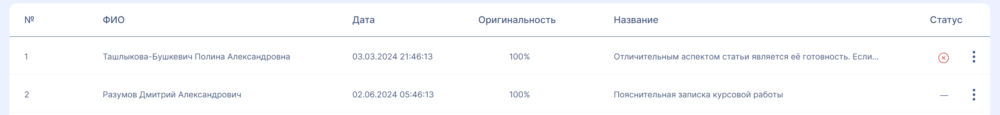 № ФИО Дата Оригинальность Название Статус
1 Ташлыкова-Бушкевич Полина Александровна 03.03.2024 21:46:13 100% Отличительным аспектом статьи является её готовность. Если...
2 Разумов Дмитрий Александрович 02.06.2024 05:46:13 100% Пояснительная записка курсовой работы —